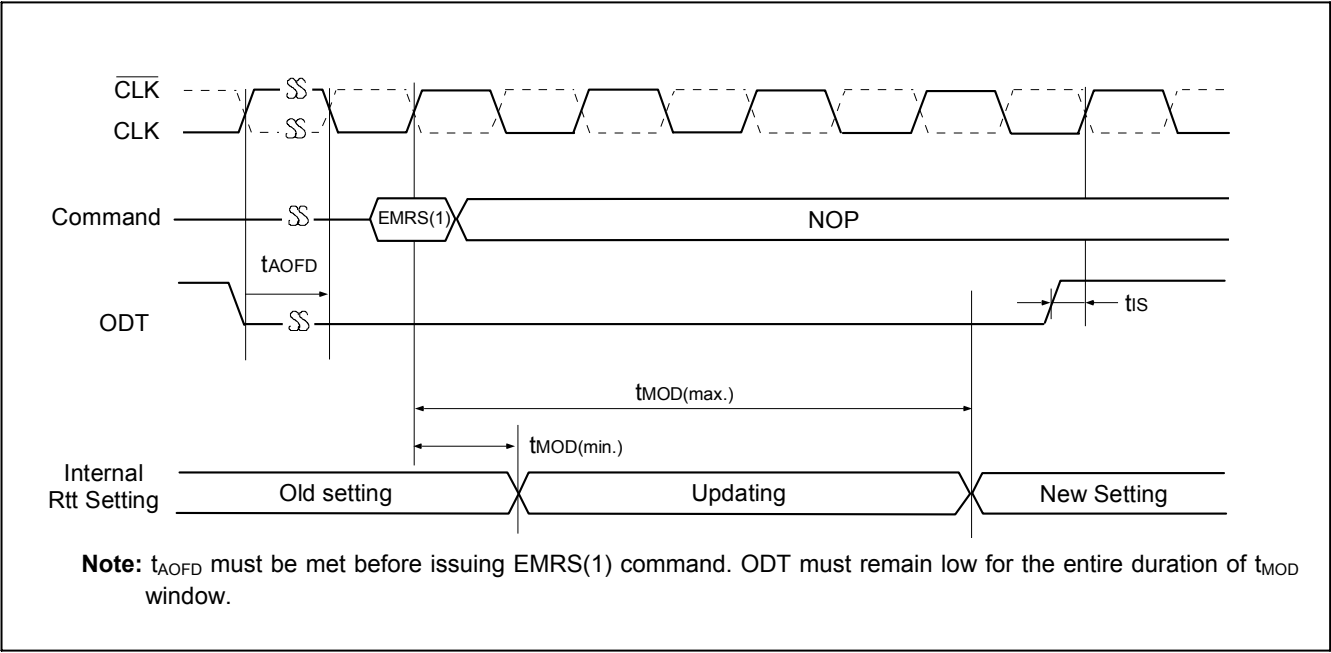 CLK
CLK
Command
EMRS(1)
NOP
tAOFD
ODT
tIS
tMOD(max.)
tMOD(min.)
Internal
Rtt Setting
Old setting
Updating
New Setting
Note: tAOFD must be met before issuing EMRS(1) command. ODT must remain low for the entire duration of tMOD
window.